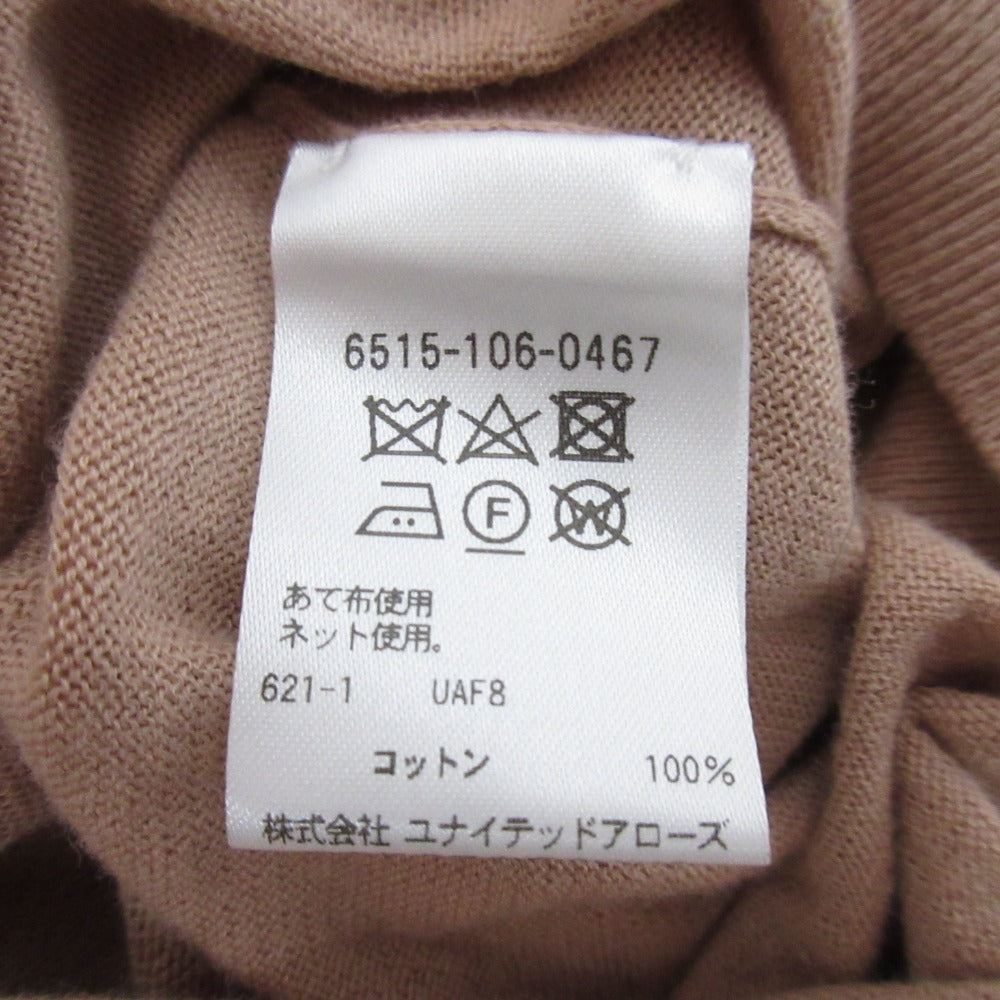 6515-106-0467
F W
あて布使用
ネット使用。
621-1 UAF8
コットン 100%
株式会社 ユナイテッドアローズ